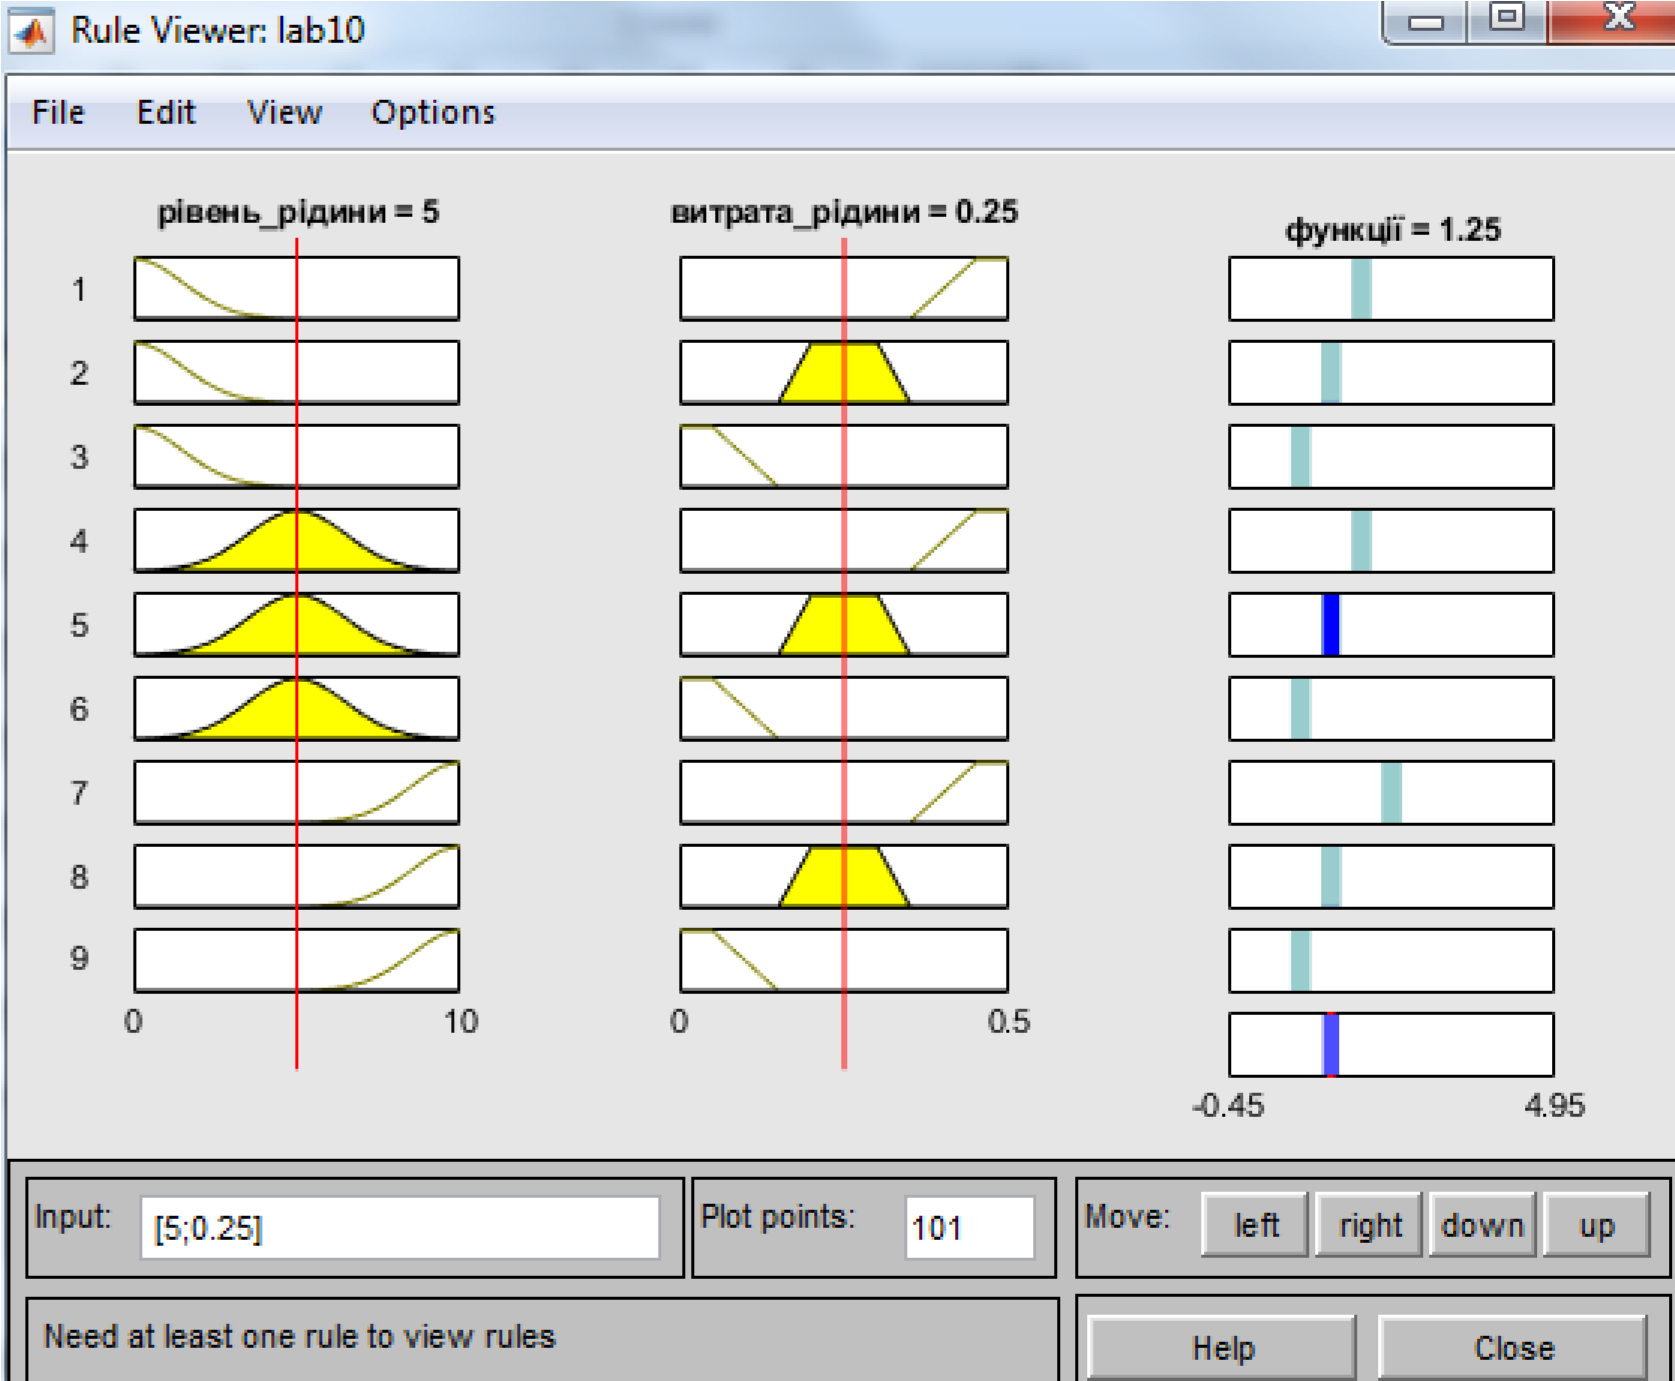 Rule Viewer: lab10
File Edit View Options
рівень_рідини = 5
витрата_рідини = 0.25
функції = 1.25
1
2
3
4
5
6
7
8
9
0 10
0 0.5
-0.45 4.95
Input: [5;0.25]
Plot points: 101
Move: left right down up
Need at least one rule to view rules
Help Close